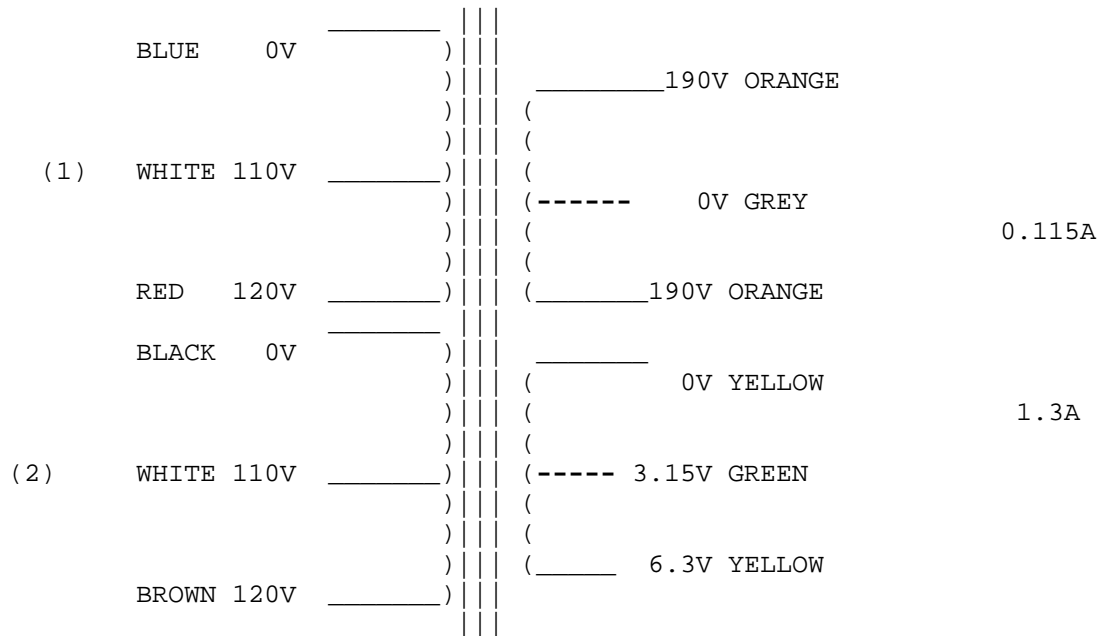 BLUE 0V
190V ORANGE
(1) WHITE 110V
0V GREY
0.115A
RED 120V 190V ORANGE
BLACK 0V
0V YELLOW
1.3A
(2) WHITE 110V 3.15V GREEN
6.3V YELLOW
BROWN 120V